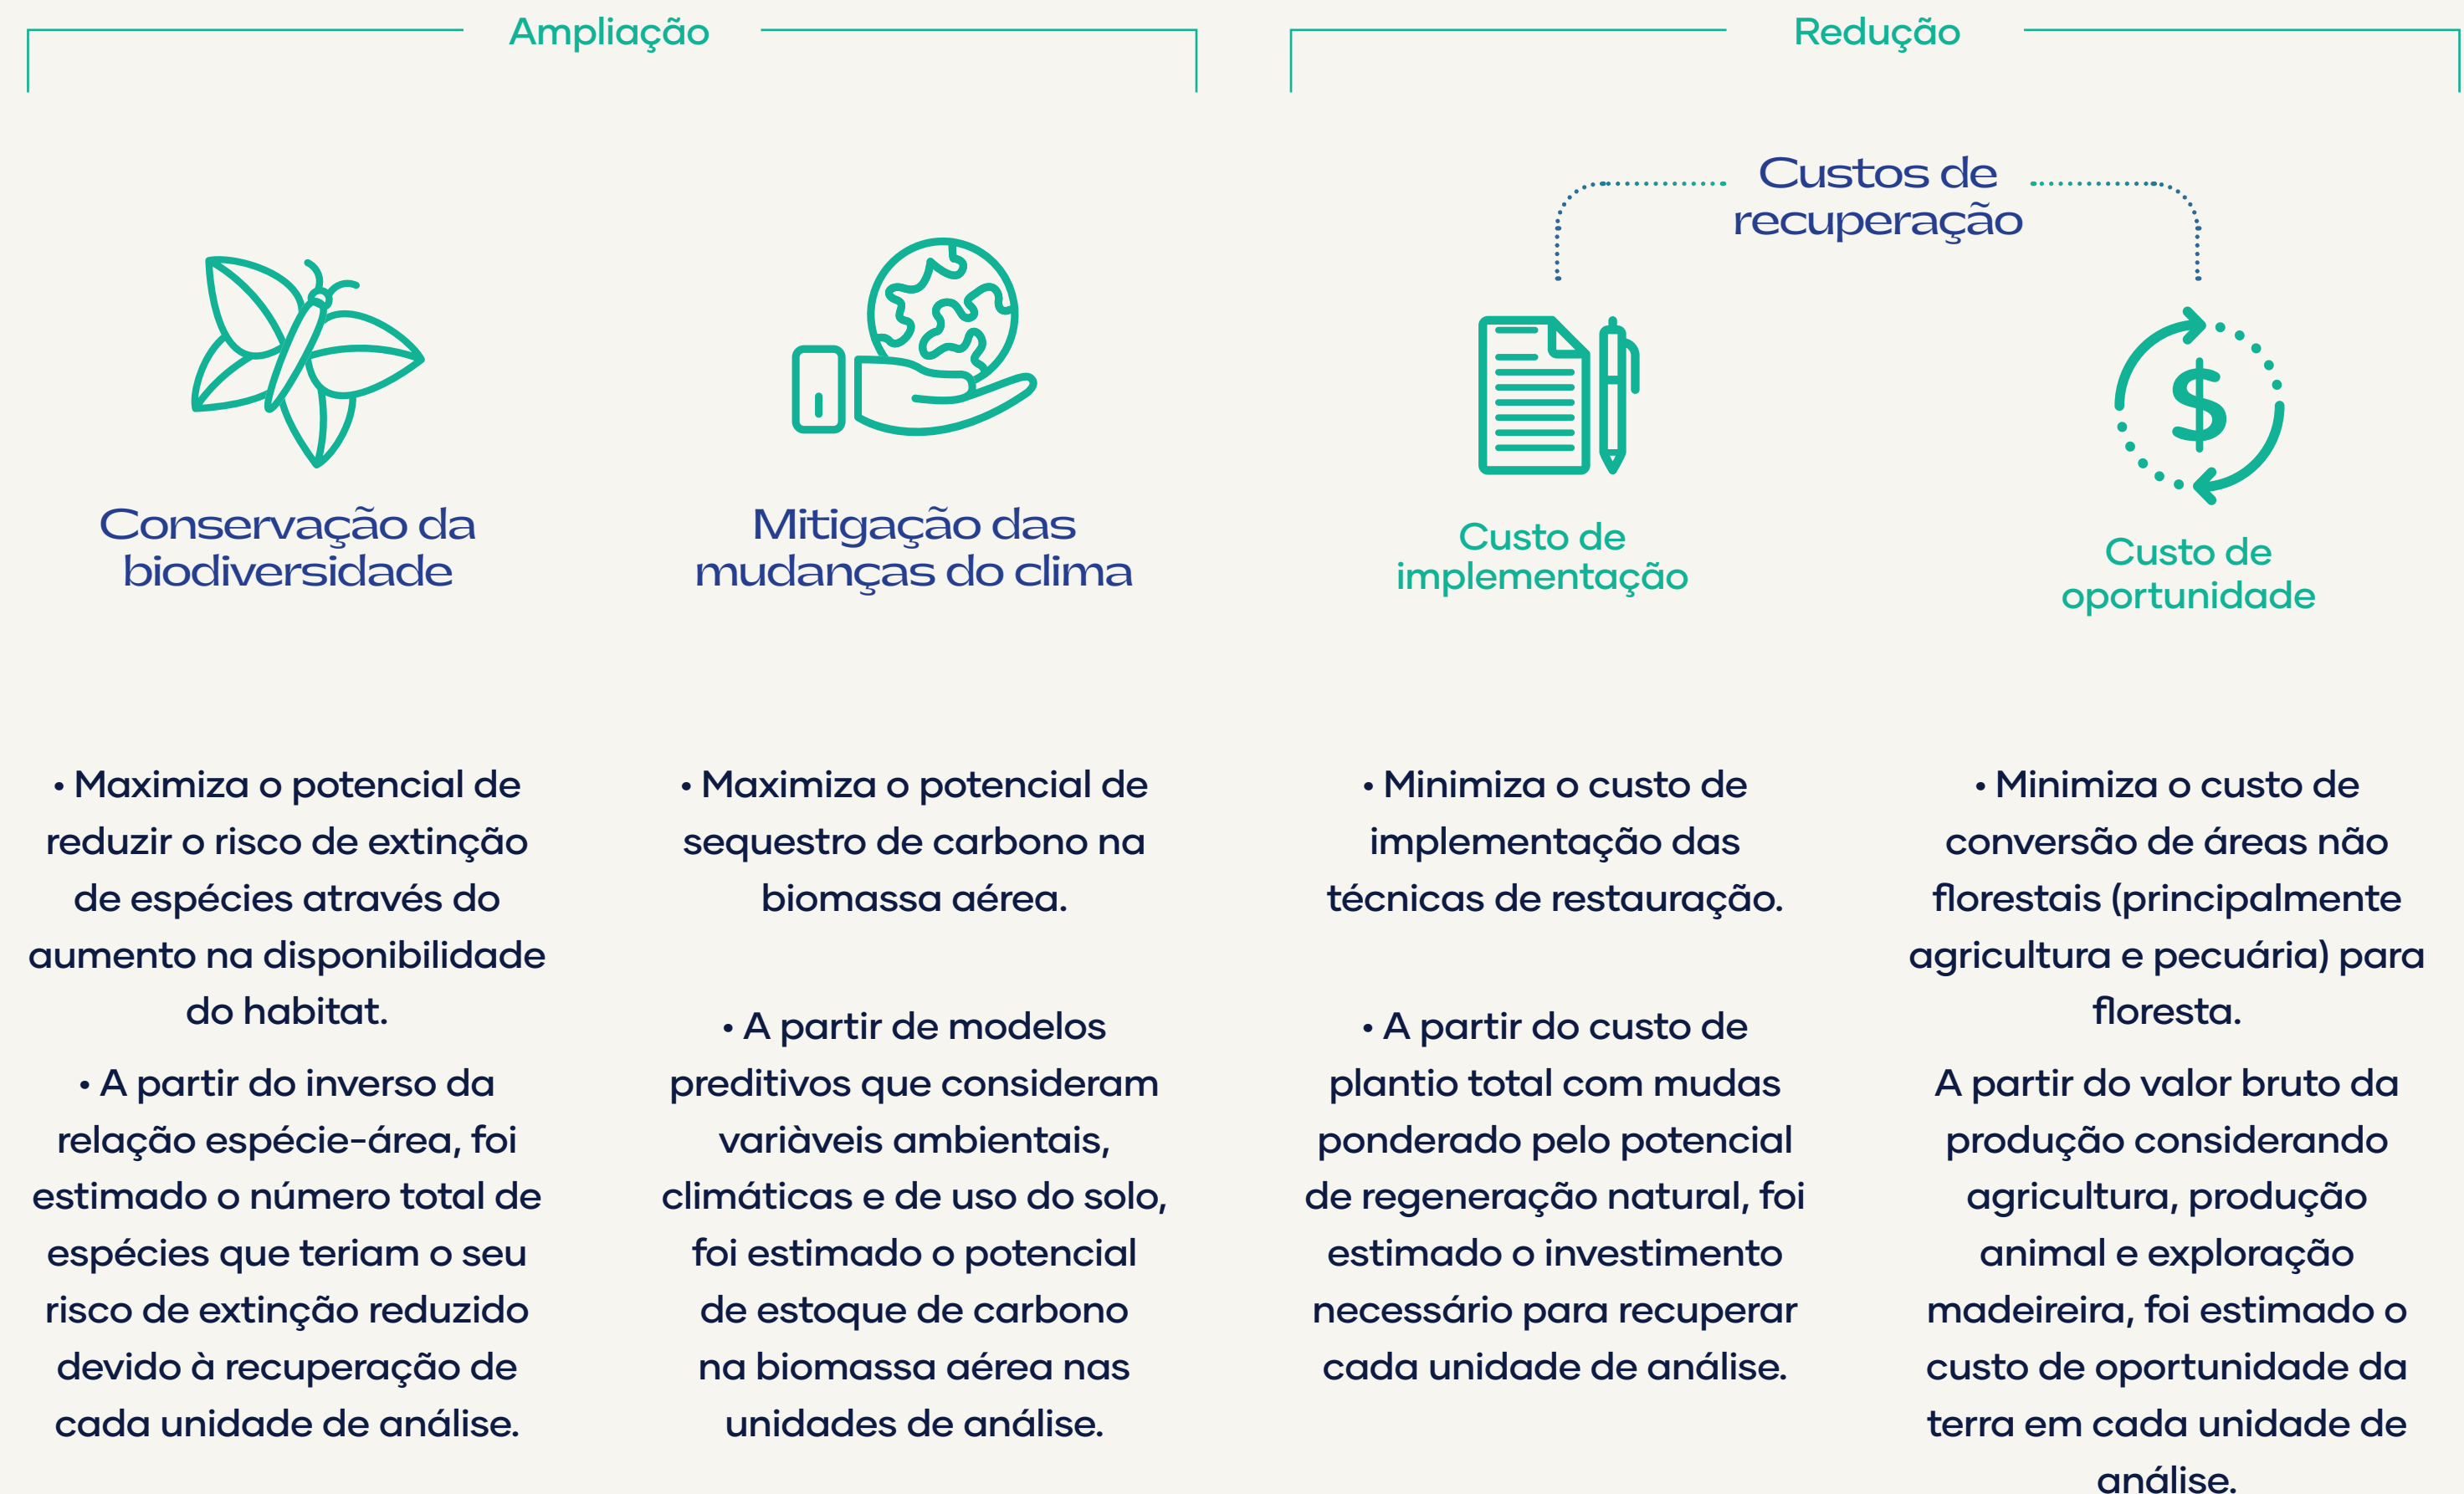 Ampliação
Redução
Custos de
recuperação
Conservação da
biodiversidade
Mitigação das
mudanças do clima
Custo de
implementação
Custo de
oportunidade
• Maximiza o potencial de
reduzir o risco de extinção
de espécies através do
aumento na disponibilidade
do habitat.
• A partir do inverso da
relação espécie-área, foi
estimado o número total de
espécies que teriam o seu
risco de extinção reduzido
devido à recuperação de
cada unidade de análise.
• Maximiza o potencial de
sequestro de carbono na
biomassa aérea.
• A partir de modelos
preditivos que consideram
variàveis ambientais,
climáticas e de uso do solo,
foi estimado o potencial
de estoque de carbono
na biomassa aérea nas
unidades de análise.
• Minimiza o custo de
implementação das
técnicas de restauração.
• A partir do custo de
plantio total com mudas
ponderado pelo potencial
de regeneração natural, foi
estimado o investimento
necessário para recuperar
cada unidade de análise.
• Minimiza o custo de
conversão de áreas não
florestais (principalmente
agricultura e pecuária) para
floresta.
A partir do valor bruto da
produção considerando
agricultura, produção
animal e exploração
madeireira, foi estimado o
custo de oportunidade da
terra em cada unidade de
análise.